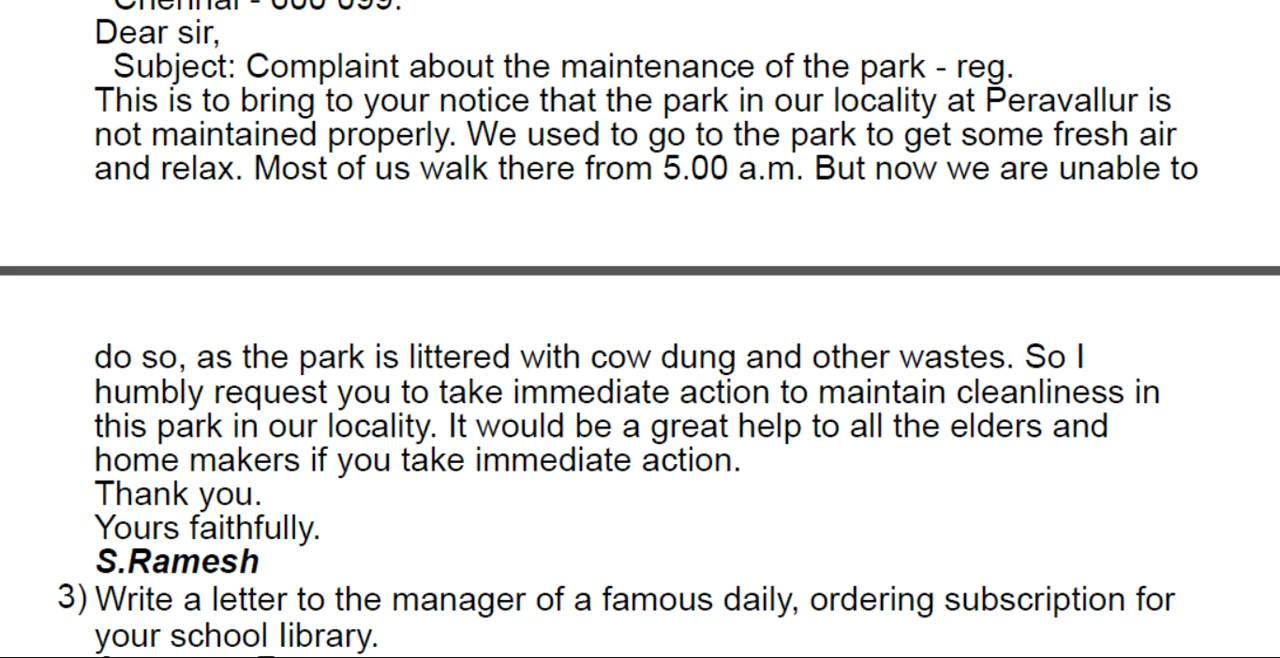 Chennai - 600 099.
Dear sir,
Subject: Complaint about the maintenance of the park - reg.
This is to bring to your notice that the park in our locality at Peravallur is
not maintained properly. We used to go to the park to get some fresh air
and relax. Most of us walk there from 5.00 a.m. But now we are unable to
do so, as the park is littered with cow dung and other wastes. So I
humbly request you to take immediate action to maintain cleanliness in
this park in our locality. It would be a great help to all the elders and
home makers if you take immediate action.
Thank you.
Yours faithfully.
S.Ramesh
3) Write a letter to the manager of a famous daily, ordering subscription for
your school library.